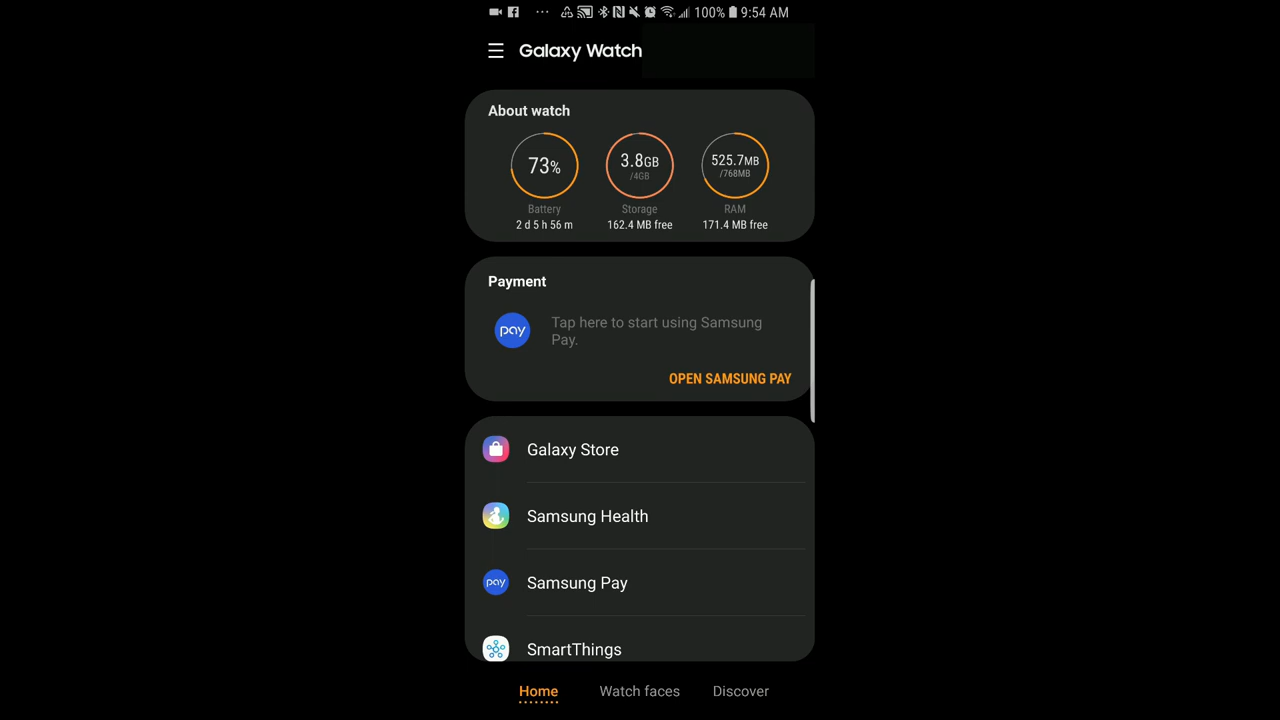 100% 9:54 AM
Galaxy Watch
About watch
73% 3.8GB 525.7MB
/4GB /768MB
Battery Storage RAM
2 d 5 h 56 m 162.4 MB free 171.4 MB free
Payment
pay
Tap here to start using Samsung
Pay.
OPEN SAMSUNG PAY
Galaxy Store
Samsung Health
pay Samsung Pay
SmartThings
Home Watch faces Discover